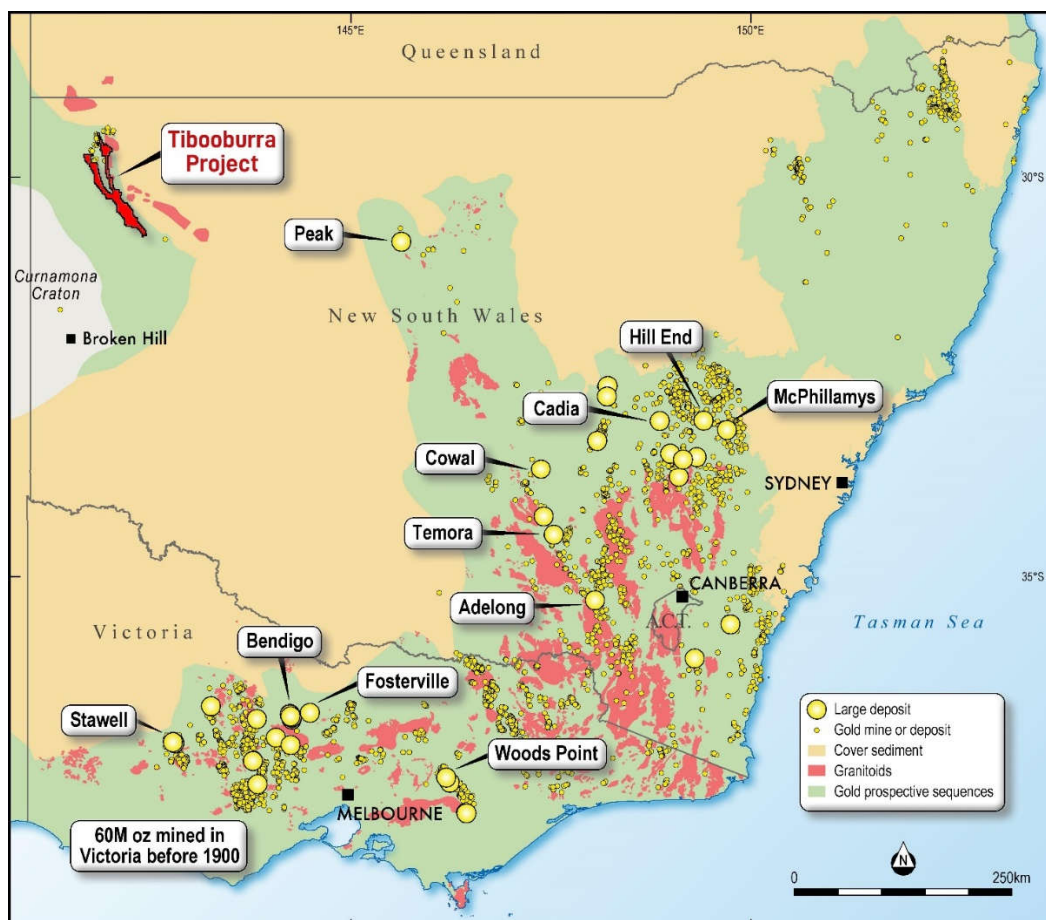 145°E
150°E
Queensland
Tibooburra
Project
30°S
Peak
Curnamona
Craton
New South Wales
Broken Hill
Hill End
Cadia
McPhillamys
Cowal
SYDNEY
Temora
CANBERRA
35°S
Adelong
A.C.T.
Tasman Sea
Victoria
Bendigo
Fosterville
Stawell
Woods Point
MELBOURNE
60M oz mined in
Victoria before 1900
Large deposit
Gold mine or deposit
Cover sediment
Granitoids
Gold prospective sequences
N
0 250km